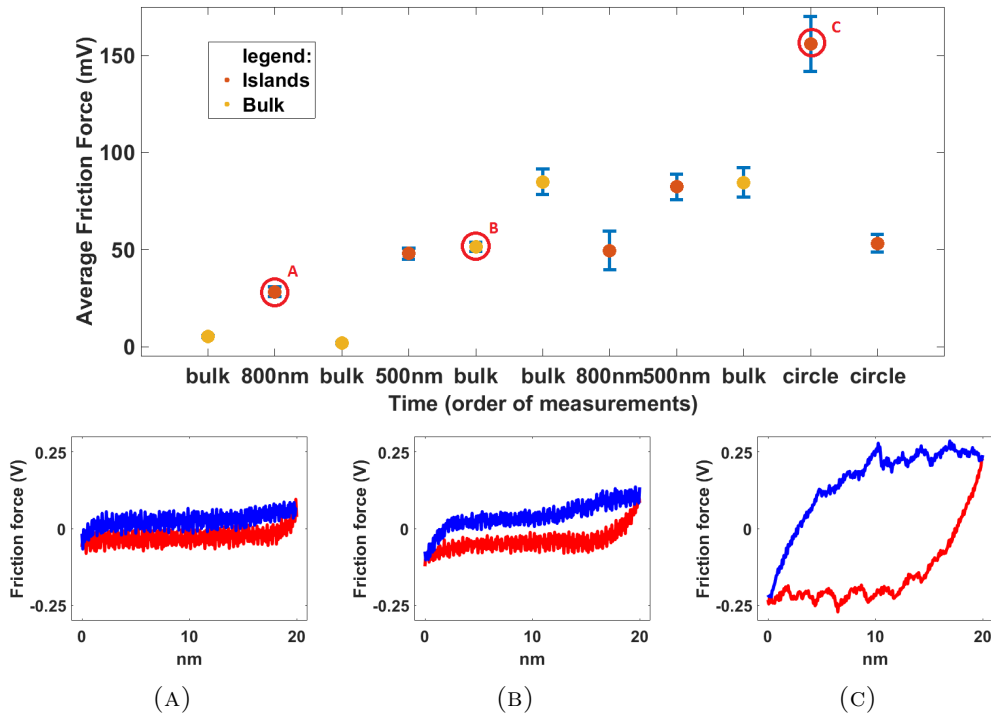 Average Friction Force (mV)
150
100
50
0
legend:
Islands
Bulk
A
B
C
bulk 800nm bulk 500nm bulk bulk 800nm 500nm bulk circle circle
Time (order of measurements)
Friction force (V)
0.25
0
-0.25
0 10 20
nm
(A)
Friction force (V)
0.25
0
-0.25
0 10 20
nm
(B)
Friction force (V)
0.25
0
-0.25
0 10 20
nm
(C)